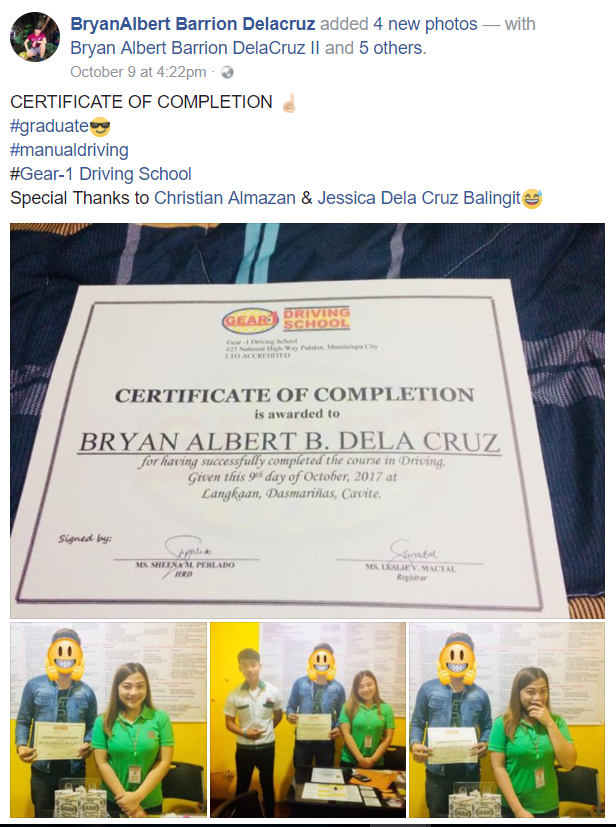 BryanAlbert Barrion Delacruz added 4 new photos — with
Bryan Albert Barrion DelaCruz II and 5 others.
October 9 at 4:22pm ·
CERTIFICATE OF COMPLETION ☝🏻
#graduate😎
#manualdriving
#Gear-1 Driving School
Special Thanks to Christian Almazan & Jessica Dela Cruz Balingit😅
GEAR-1 DRIVING
SCHOOL
Gear -1 Driving School
#25 National High-Way Putatan, Muntinlupa City
LTO ACCREDITED
CERTIFICATE OF COMPLETION
is awarded to
BRYAN ALBERT B. DELA CRUZ
for having successfully completed the course in Driving.
Given this 9th day of October, 2017 at
Langkaan, Dasmariñas, Cavite.
Signed by:
MS. SHEENA M. PERLADO
HRD
MS. LESLIE V. MACTAL
Registrar